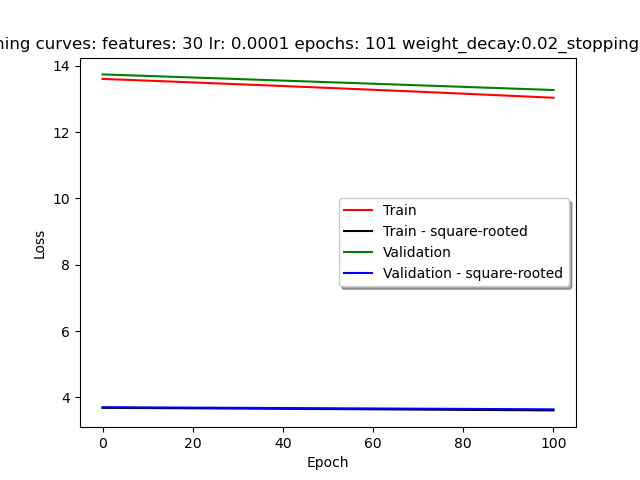 curves: features: 30 lr: 0.0001 epochs: 101 weight_decay:0.02_stopping
14
12
10
8
6
4
Loss
Train
Train - square-rooted
Validation
Validation - square-rooted
0 20 40 60 80 100
Epoch